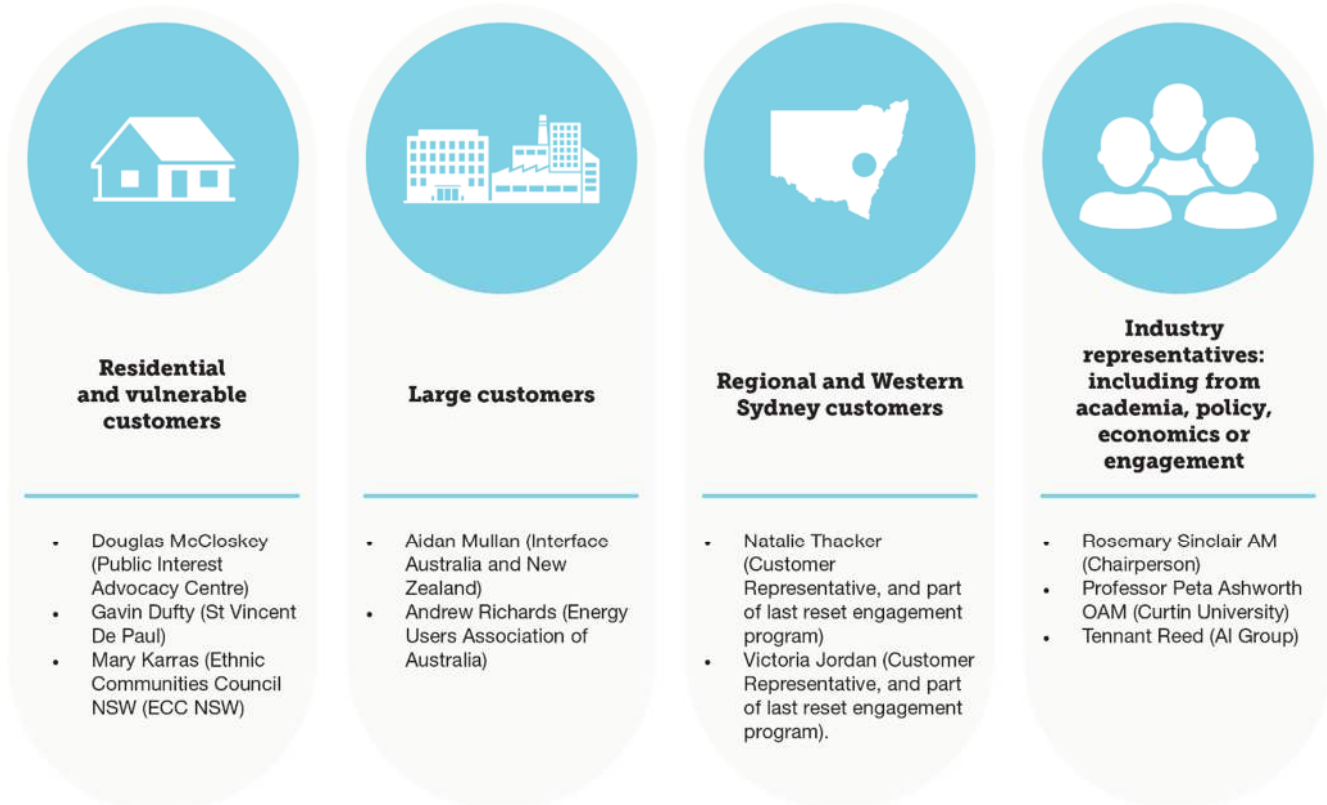 Residential
and vulnerable
customers
• Douglas McCloskey
(Public Interest
Advocacy Centre)
• Gavin Dufty (St Vincent
De Paul)
• Mary Karras (Ethnic
Communities Council
NSW (ECC NSW)
Large customers
• Aidan Mullan (Interface
Australia and New
Zealand)
• Andrew Richards (Energy
Users Association of
Australia)
Regional and Western
Sydney customers
• Natalie Thacker
(Customer
Representative, and part
of last reset engagement
program)
• Victoria Jordan (Customer
Representative, and part
of last reset engagement
program).
Industry
representatives:
including from
academia, policy,
economics or
engagement
• Rosemary Sinclair AM
(Chairperson)
• Professor Peta Ashworth
OAM (Curtin University)
• Tennant Reed (AI Group)